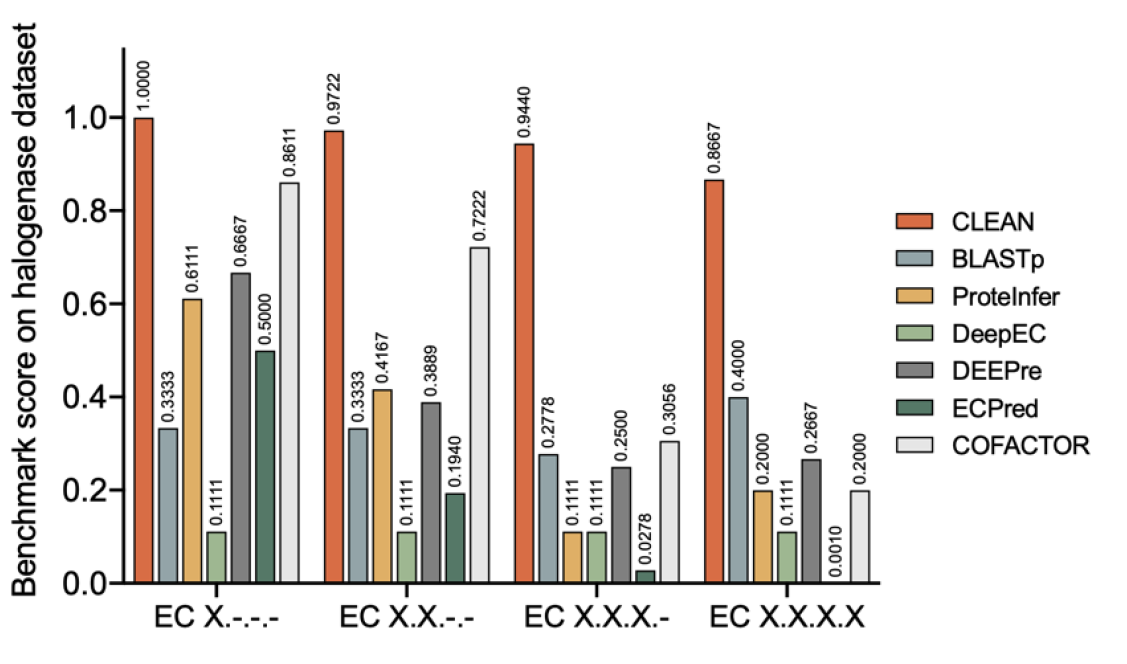 Benchmark score on halogenase dataset
1.0
0.8
0.6
0.4
0.2
0.0
1.0000
0.3333
0.6111
0.1111
0.6667
0.5000
0.8611
0.9722
0.3333
0.4167
0.1111
0.3889
0.1940
0.7222
0.9440
0.2778
0.1111
0.1111
0.2500
0.0278
0.3056
0.8667
0.4000
0.2000
0.1111
0.2667
0.0010
0.2000
EC X.-.-.-
EC X.X.-.-
EC X.X.X.-
EC X.X.X.X
CLEAN
BLASTp
ProteInfer
DeepEC
DEEPre
ECPred
COFACTOR